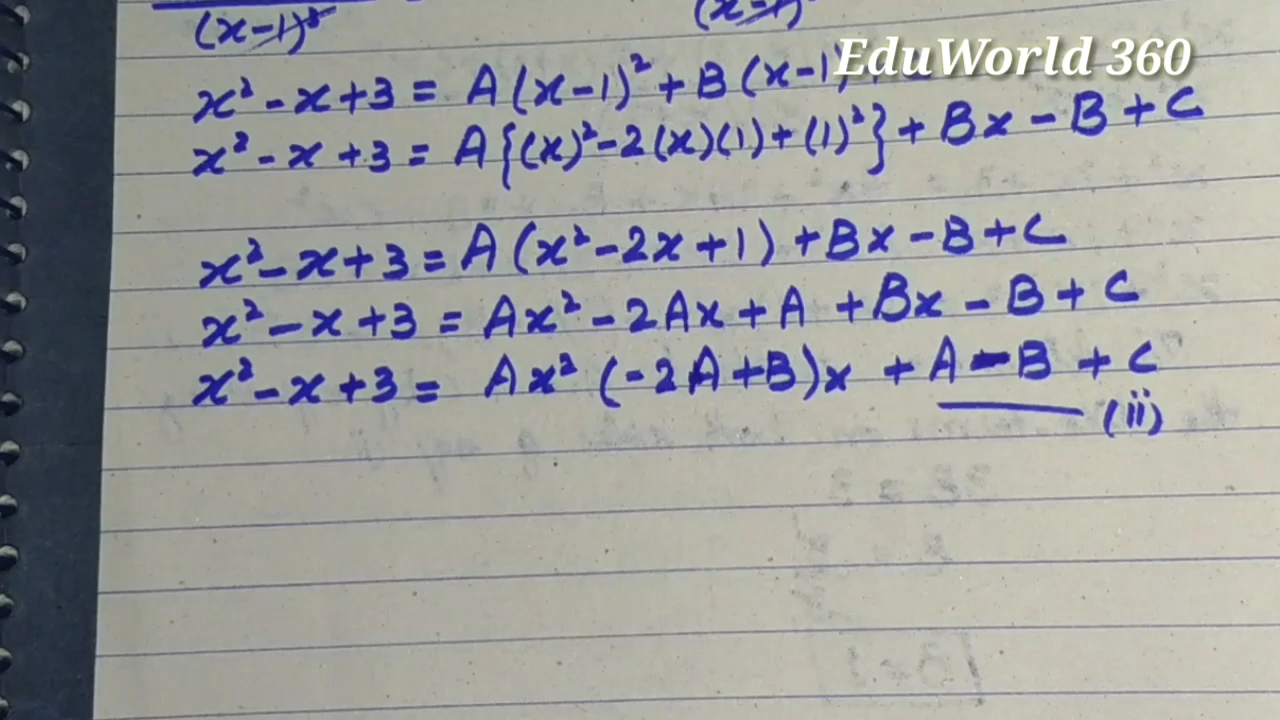 (x-1)³ (x-1)
EduWorld 360
x² - x + 3 = A(x-1)² + B(x-1)
x² - x + 3 = A{(x)² - 2(x)(1) + (1)²} + Bx - B + C
x² - x + 3 = A(x² - 2x + 1) + Bx - B + C
x² - x + 3 = Ax² - 2Ax + A + Bx - B + C
x² - x + 3 = Ax² (-2A + B)x + A - B + C
(ii)